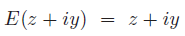 E(z + iy) = z + iy